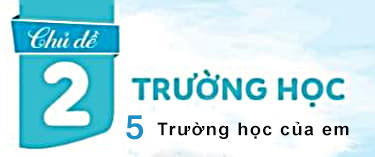 Chủ đề
2
TRƯỜNG HỌC
5 Trường học của em